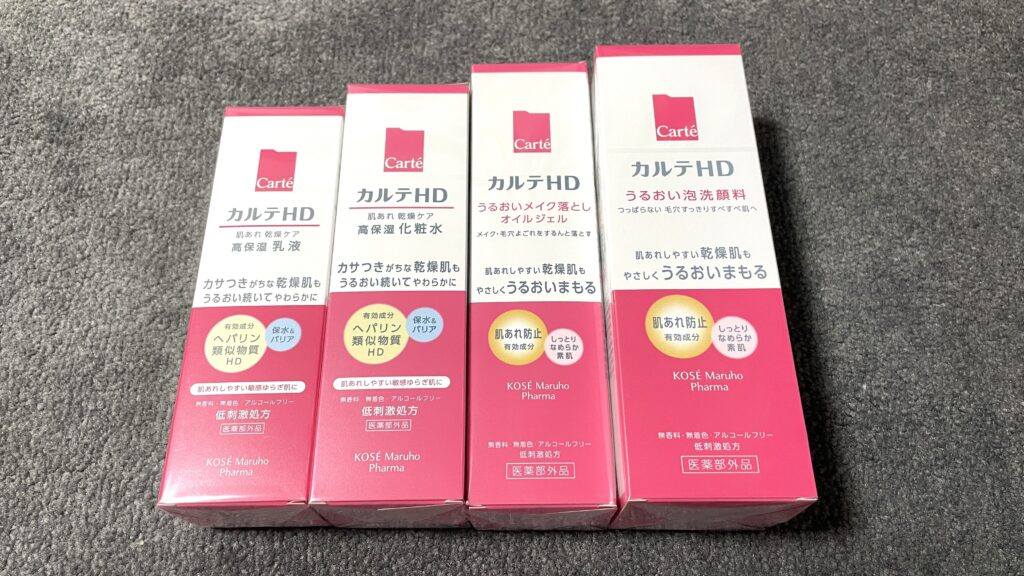 Carté
カルテHD
肌あれ 乾燥ケア
高保湿 乳液
カサつきがちな乾燥肌も
うるおい続いてやわらかに
有効成分
ヘパリン
類似物質
HD
保水&
バリア
肌あれしやすい敏感ゆらぎ肌に
無香料・無着色・アルコールフリー
低刺激処方
医薬部外品
KOSÉ Maruho
Pharma
Carté
カルテHD
肌あれ 乾燥ケア
高保湿 化粧水
カサつきがちな乾燥肌も
うるおい続いてやわらかに
有効成分
ヘパリン
類似物質
HD
保水&
バリア
肌あれしやすい敏感ゆらぎ肌に
無香料・無着色・アルコールフリー
低刺激処方
医薬部外品
KOSÉ Maruho
Pharma
Carté
カルテHD
うるおいメイク落とし
オイルジェル
メイク・毛穴よごれをするんと落とす
肌あれしやすい乾燥肌も
やさしくうるおいまもる
肌あれ防止
有効成分
しっとり
なめらか
素肌
KOSÉ Maruho
Pharma
無香料・無着色・アルコールフリー
低刺激処方
医薬部外品
Carté
カルテHD
うるおい泡洗顔料
つっぱらない 毛穴すっきりすべすべ肌へ
肌あれしやすい乾燥肌も
やさしくうるおいまもる
肌あれ防止
有効成分
しっとり
なめらか
素肌
KOSÉ Maruho
Pharma
無香料・無着色・アルコールフリー
低刺激処方
医薬部外品